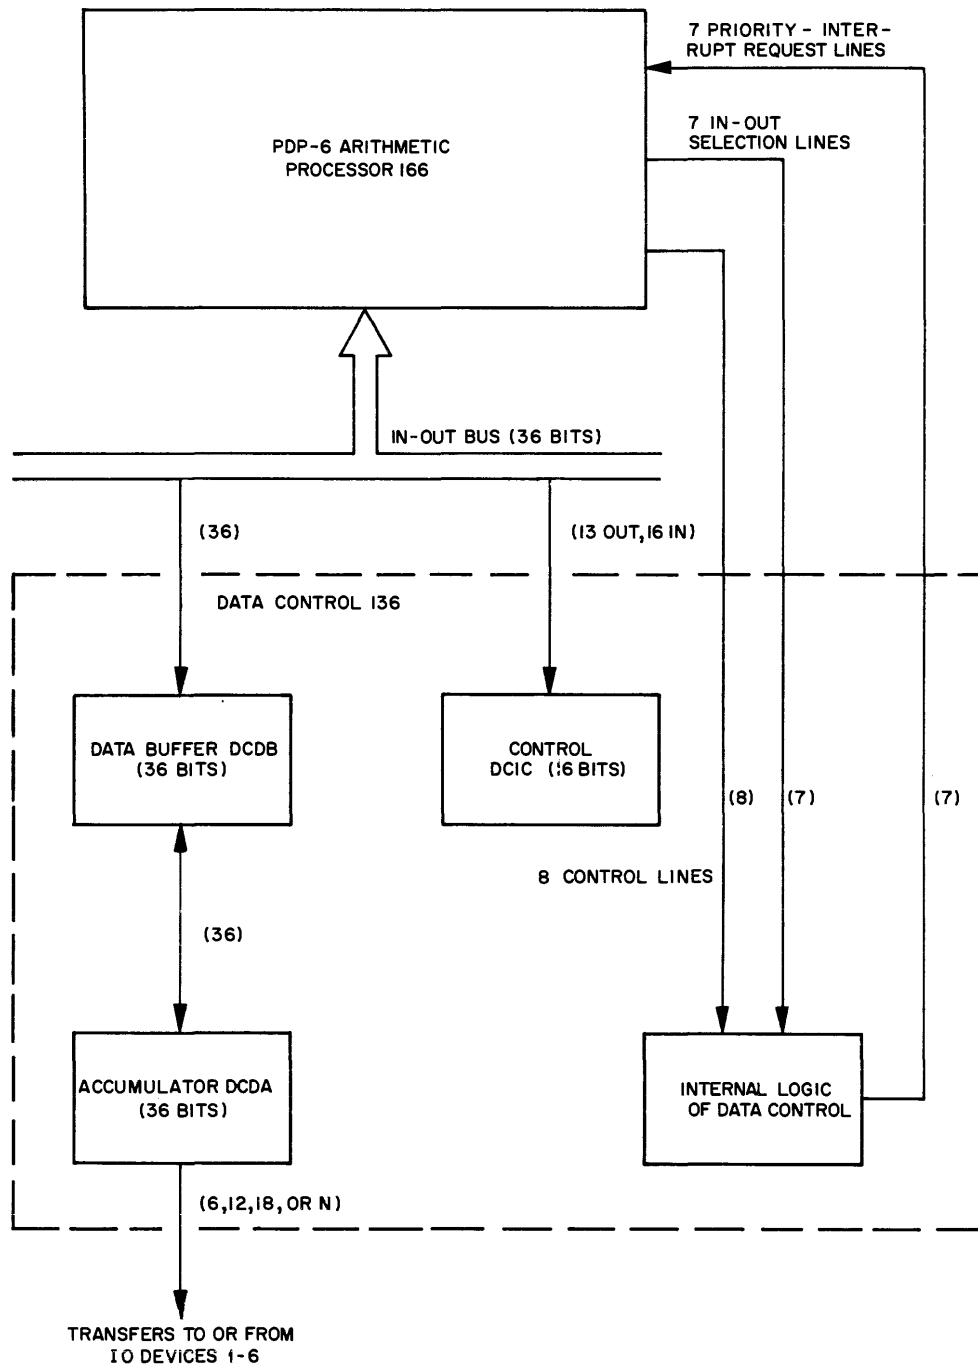 7 PRIORITY - INTER-
RUPT REQUEST LINES
7 IN-OUT
SELECTION LINES
PDP-6 ARITHMETIC
PROCESSOR 166
IN-OUT BUS (36 BITS)
(36)
(13 OUT, 16 IN)
DATA CONTROL 136
DATA BUFFER DCDB
(36 BITS)
CONTROL
DCIC (16 BITS)
(8)
(7)
(7)
8 CONTROL LINES
(36)
ACCUMULATOR DCDA
(36 BITS)
INTERNAL LOGIC
OF DATA CONTROL
(6,12,18, OR N)
TRANSFERS TO OR FROM
IO DEVICES 1-6